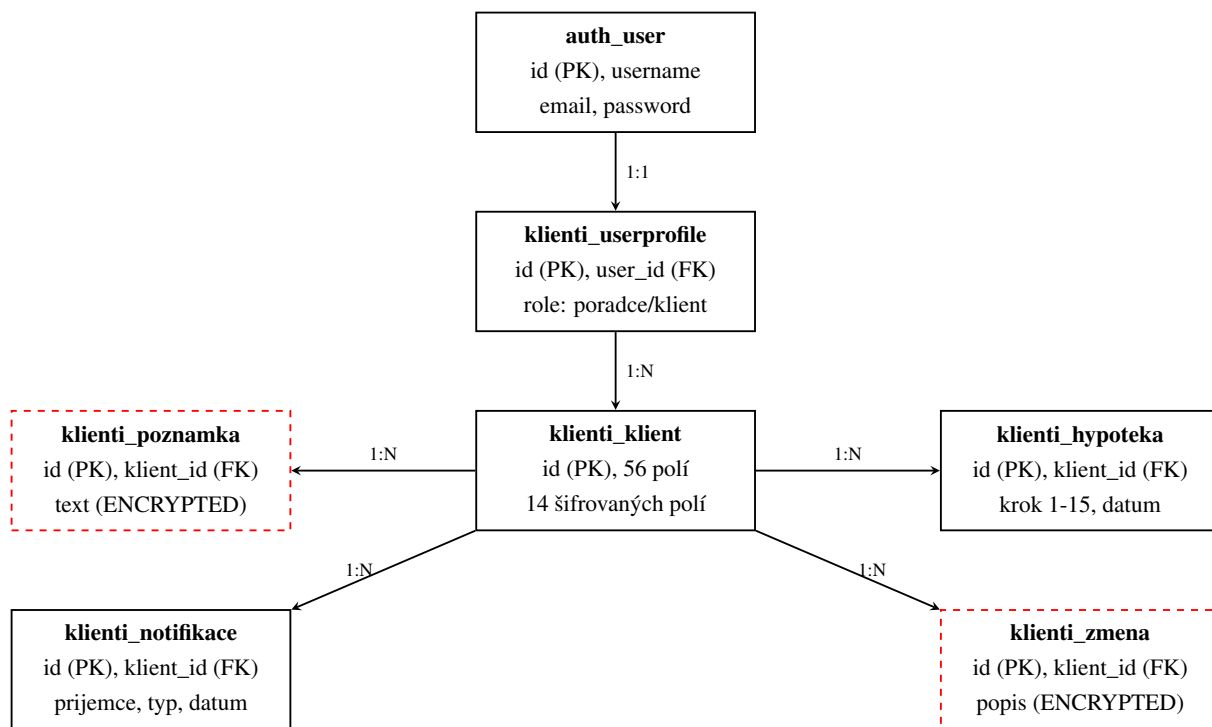 auth_user
id (PK), username
email, password
1:1
klienti_userprofile
id (PK), user_id (FK)
role: poradce/klient
1:N
klienti_poznamka
id (PK), klient_id (FK)
text (ENCRYPTED)
1:N
klienti_klient
id (PK), 56 polí
14 šifrovaných polí
1:N
klienti_hypoteka
id (PK), klient_id (FK)
krok 1-15, datum
1:N
1:N
klienti_notifikace
id (PK), klient_id (FK)
prijemce, typ, datum
klienti_zmena
id (PK), klient_id (FK)
popis (ENCRYPTED)